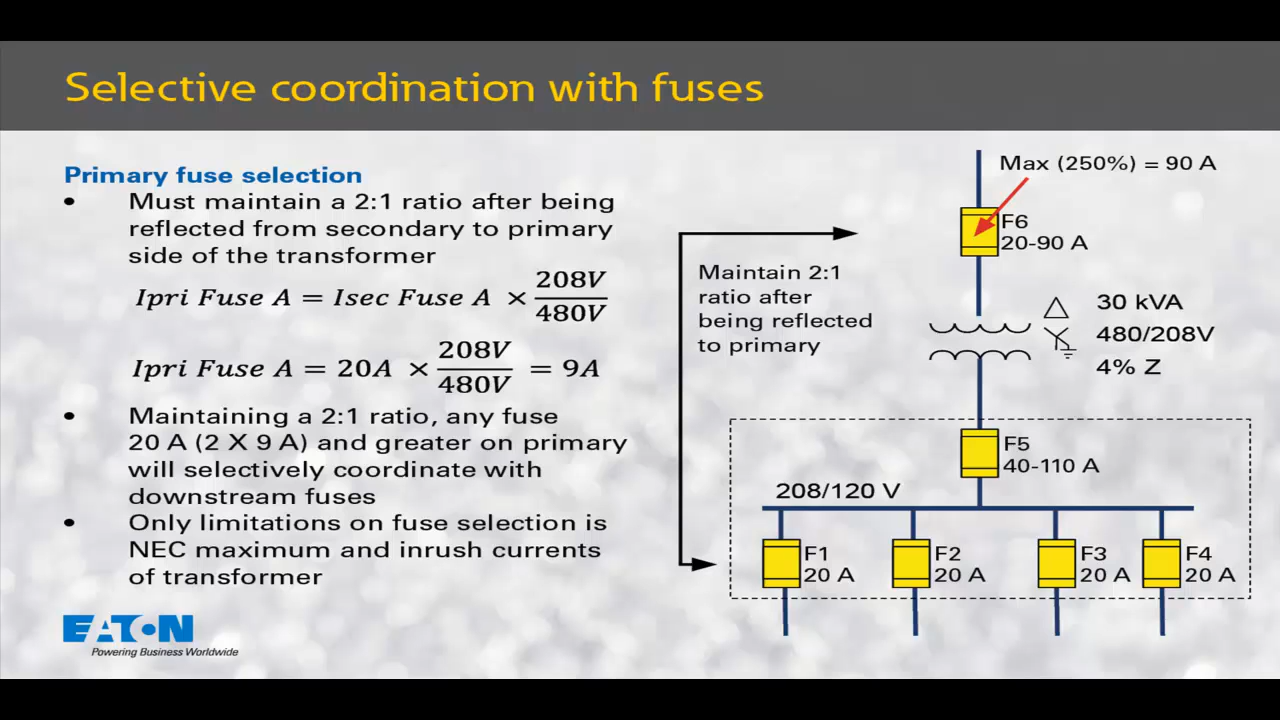 Selective coordination with fuses
Primary fuse selection
• Must maintain a 2:1 ratio after being
reflected from secondary to primary
side of the transformer
Ipri Fuse A = Isec Fuse A × 208V/480V
Ipri Fuse A = 20A × 208V/480V = 9A
• Maintaining a 2:1 ratio, any fuse
20 A (2 X 9 A) and greater on primary
will selectively coordinate with
downstream fuses
• Only limitations on fuse selection is
NEC maximum and inrush currents
of transformer
EATON
Powering Business Worldwide
Max (250%) = 90 A
F6
20-90 A
Maintain 2:1
ratio after
being reflected
to primary
30 kVA
480/208V
4% Z
F5
40-110 A
208/120 V
F1
20 A
F2
20 A
F3
20 A
F4
20 A